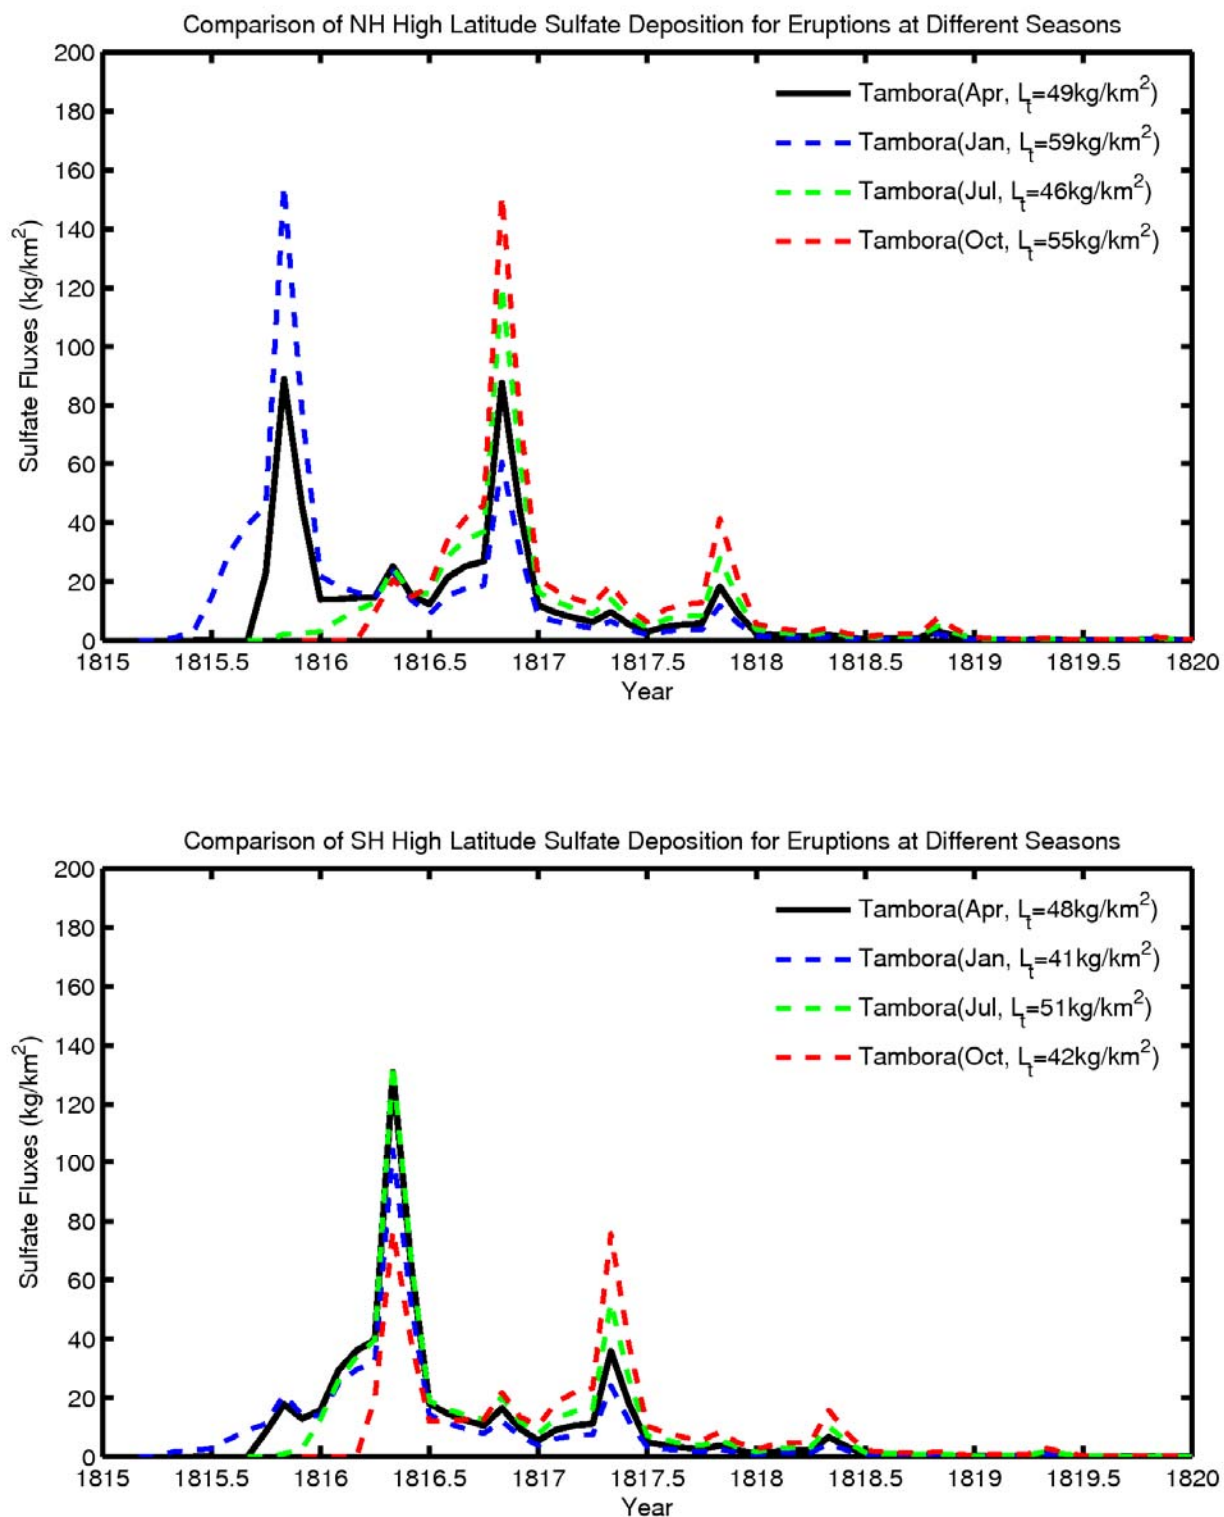 Comparison of NH High Latitude Sulfate Deposition for Eruptions at Different Seasons
200
180
160
140
120
100
80
60
40
20
0
Sulfate Fluxes (kg/km²)
Tambora(Apr, Lₜ=49kg/km²)
Tambora(Jan, Lₜ=59kg/km²)
Tambora(Jul, Lₜ=46kg/km²)
Tambora(Oct, Lₜ=55kg/km²)
1815 1815.5 1816 1816.5 1817 1817.5 1818 1818.5 1819 1819.5 1820
Year
Comparison of SH High Latitude Sulfate Deposition for Eruptions at Different Seasons
200
180
160
140
120
100
80
60
40
20
0
Sulfate Fluxes (kg/km²)
Tambora(Apr, Lₜ=48kg/km²)
Tambora(Jan, Lₜ=41kg/km²)
Tambora(Jul, Lₜ=51kg/km²)
Tambora(Oct, Lₜ=42kg/km²)
1815 1815.5 1816 1816.5 1817 1817.5 1818 1818.5 1819 1819.5 1820
Year